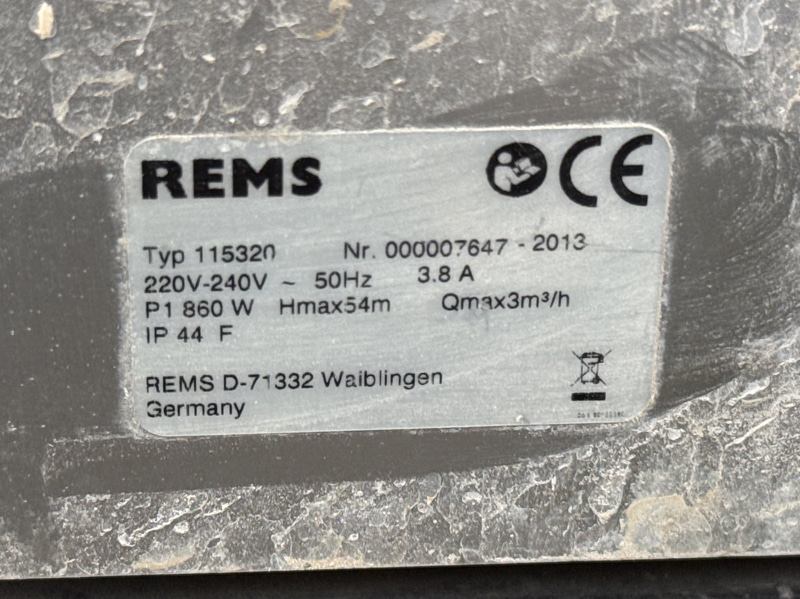 REMS CE
Typ 115320 Nr. 000007647 - 2013
220V-240V ~ 50Hz 3.8 A
P1 860 W Hmax54m Qmax3m³/h
IP 44 F
REMS D-71332 Waiblingen
Germany